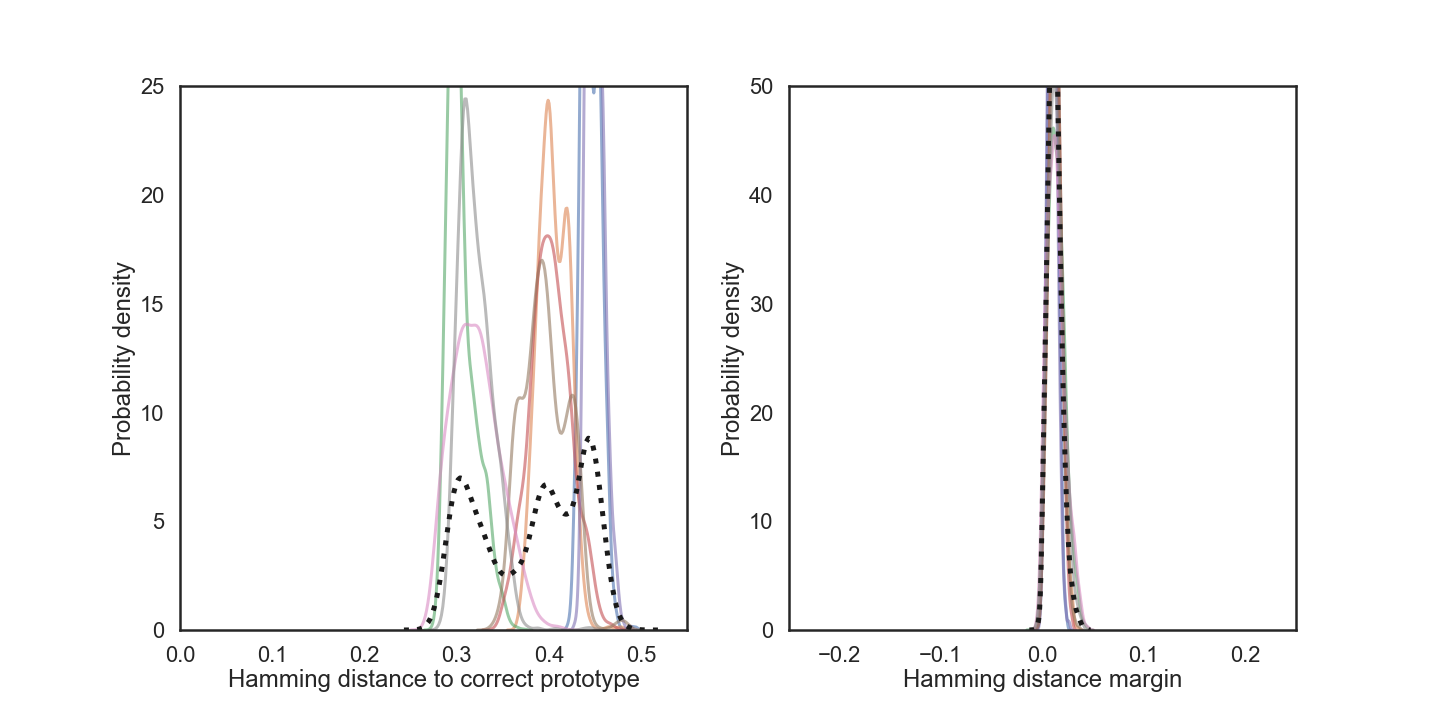 25
20
15
10
5
0
Probability density
0.0 0.1 0.2 0.3 0.4 0.5
Hamming distance to correct prototype
50
40
30
20
10
0
Probability density
−0.2 −0.1 0.0 0.1 0.2
Hamming distance margin